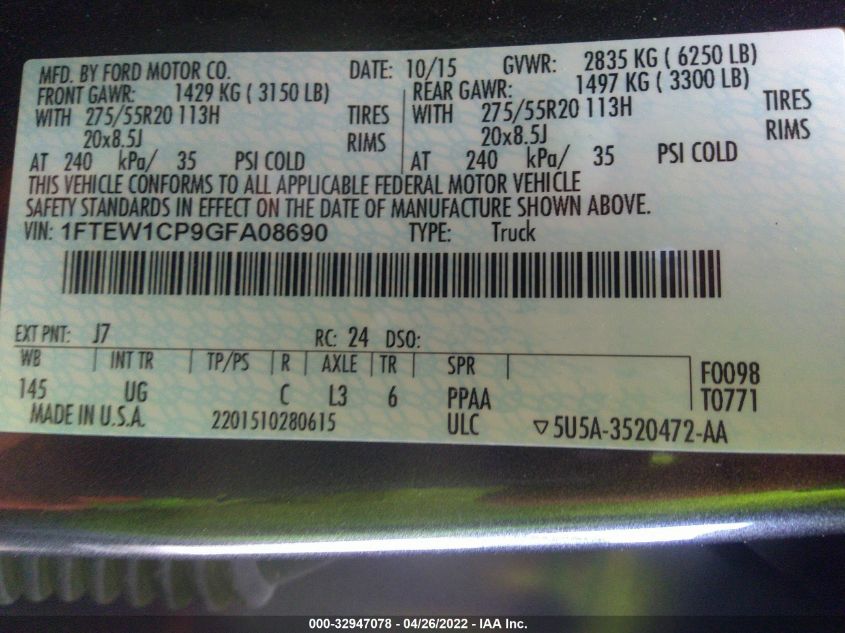 MFD. BY FORD MOTOR CO. DATE: 10/15 GVWR: 2835 KG ( 6250 LB)
FRONT GAWR: 1429 KG ( 3150 LB) REAR GAWR: 1497 KG ( 3300 LB)
WITH 275/55R20 113H TIRES WITH 275/55R20 113H TIRES
20x8.5J RIMS 20x8.5J RIMS
AT 240 kPa/ 35 PSI COLD AT 240 kPa/ 35 PSI COLD
THIS VEHICLE CONFORMS TO ALL APPLICABLE FEDERAL MOTOR VEHICLE
SAFETY STANDARDS IN EFFECT ON THE DATE OF MANUFACTURE SHOWN ABOVE.
VIN: 1FTEW1CP9GFA08690 TYPE: Truck
EXT PNT: J7 RC: 24 DSO:
WB INT TR TP/PS R AXLE TR SPR F0098
145 UG C L3 6 PPAA T0771
MADE IN U.S.A. 2201510280615 ULC ▽5U5A-3520472-AA
000-32947078 - 04/26/2022 - IAA Inc.